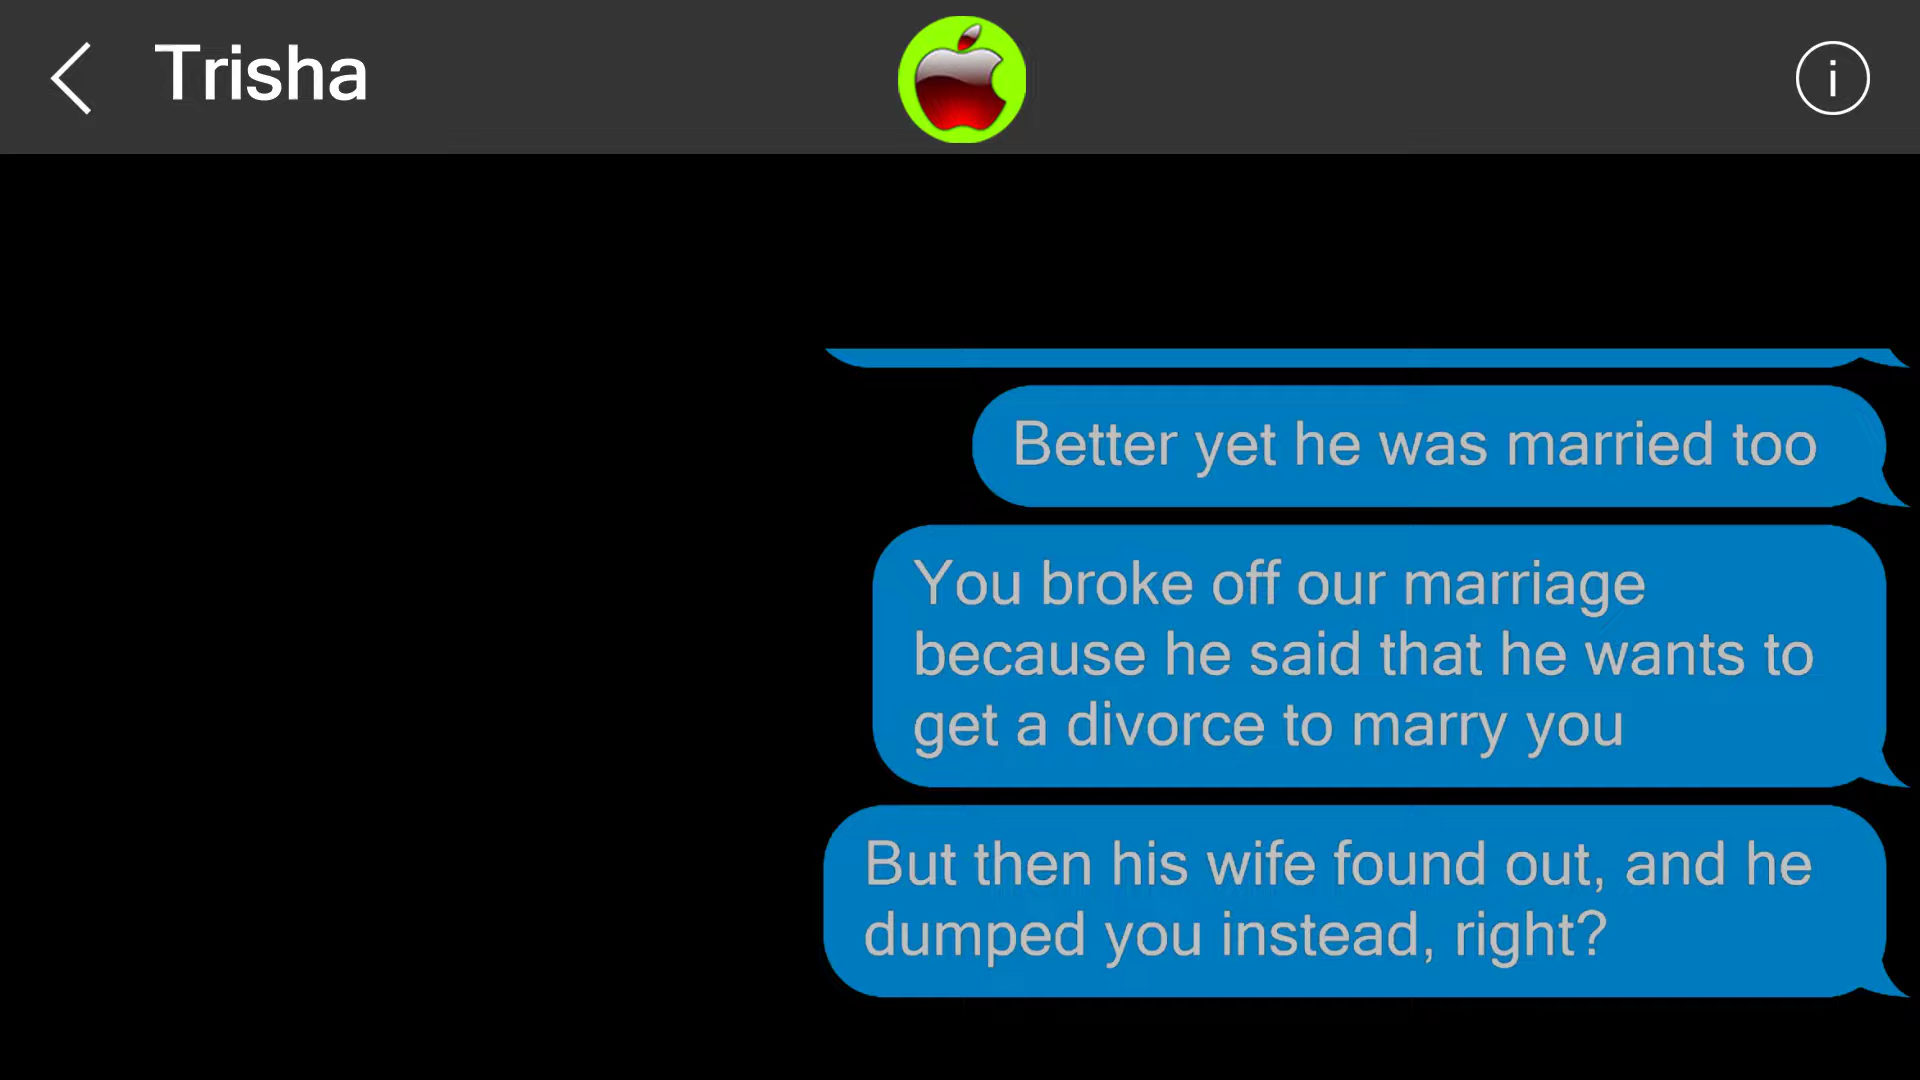 Trisha
i
Better yet he was married too
You broke off our marriage
because he said that he wants to
get a divorce to marry you
But then his wife found out, and he
dumped you instead, right?